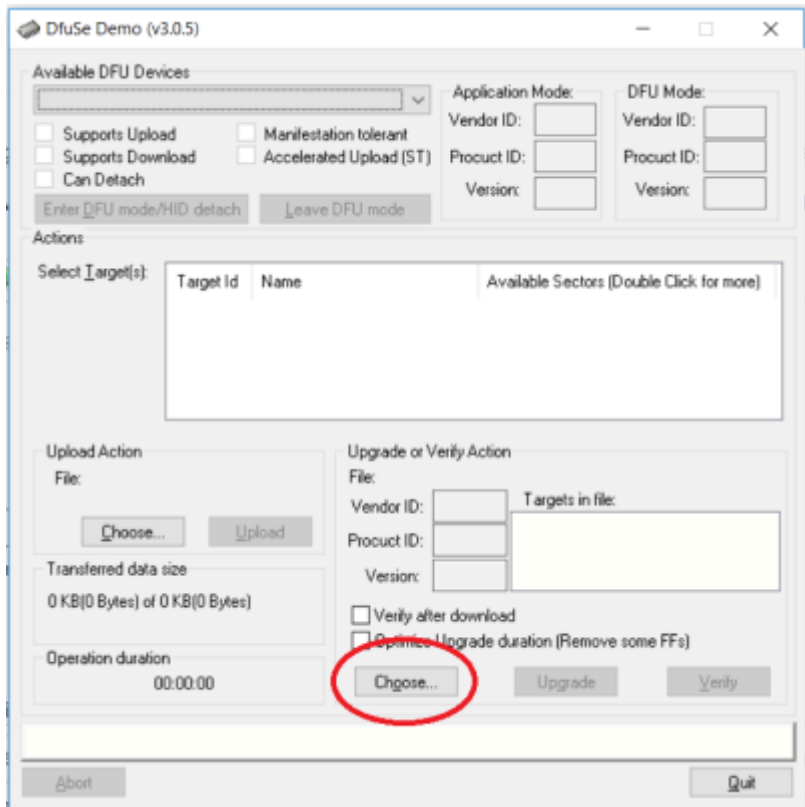 DfuSe Demo (v3.0.5)
Available DFU Devices
Supports Upload
Manifestation tolerant
Supports Download
Accelerated Upload (ST)
Can Detach
Enter DFU mode/HID detach
Leave DFU mode
Application Mode:
Vendor ID:
Procuct ID:
Version:
DFU Mode:
Vendor ID:
Procuct ID:
Version:
Actions
Select Target(s):
Target Id
Name
Available Sectors (Double Click for more)
Upload Action
File:
Choose...
Upload
Transferred data size
0 KB(0 Bytes) of 0 KB(0 Bytes)
Operation duration
00:00:00
Upgrade or Verify Action
File:
Vendor ID:
Procuct ID:
Version:
Targets in file:
Verify after download
Optimize Upgrade duration (Remove some FFs)
Choose...
Upgrade
Verify
Abort
Quit